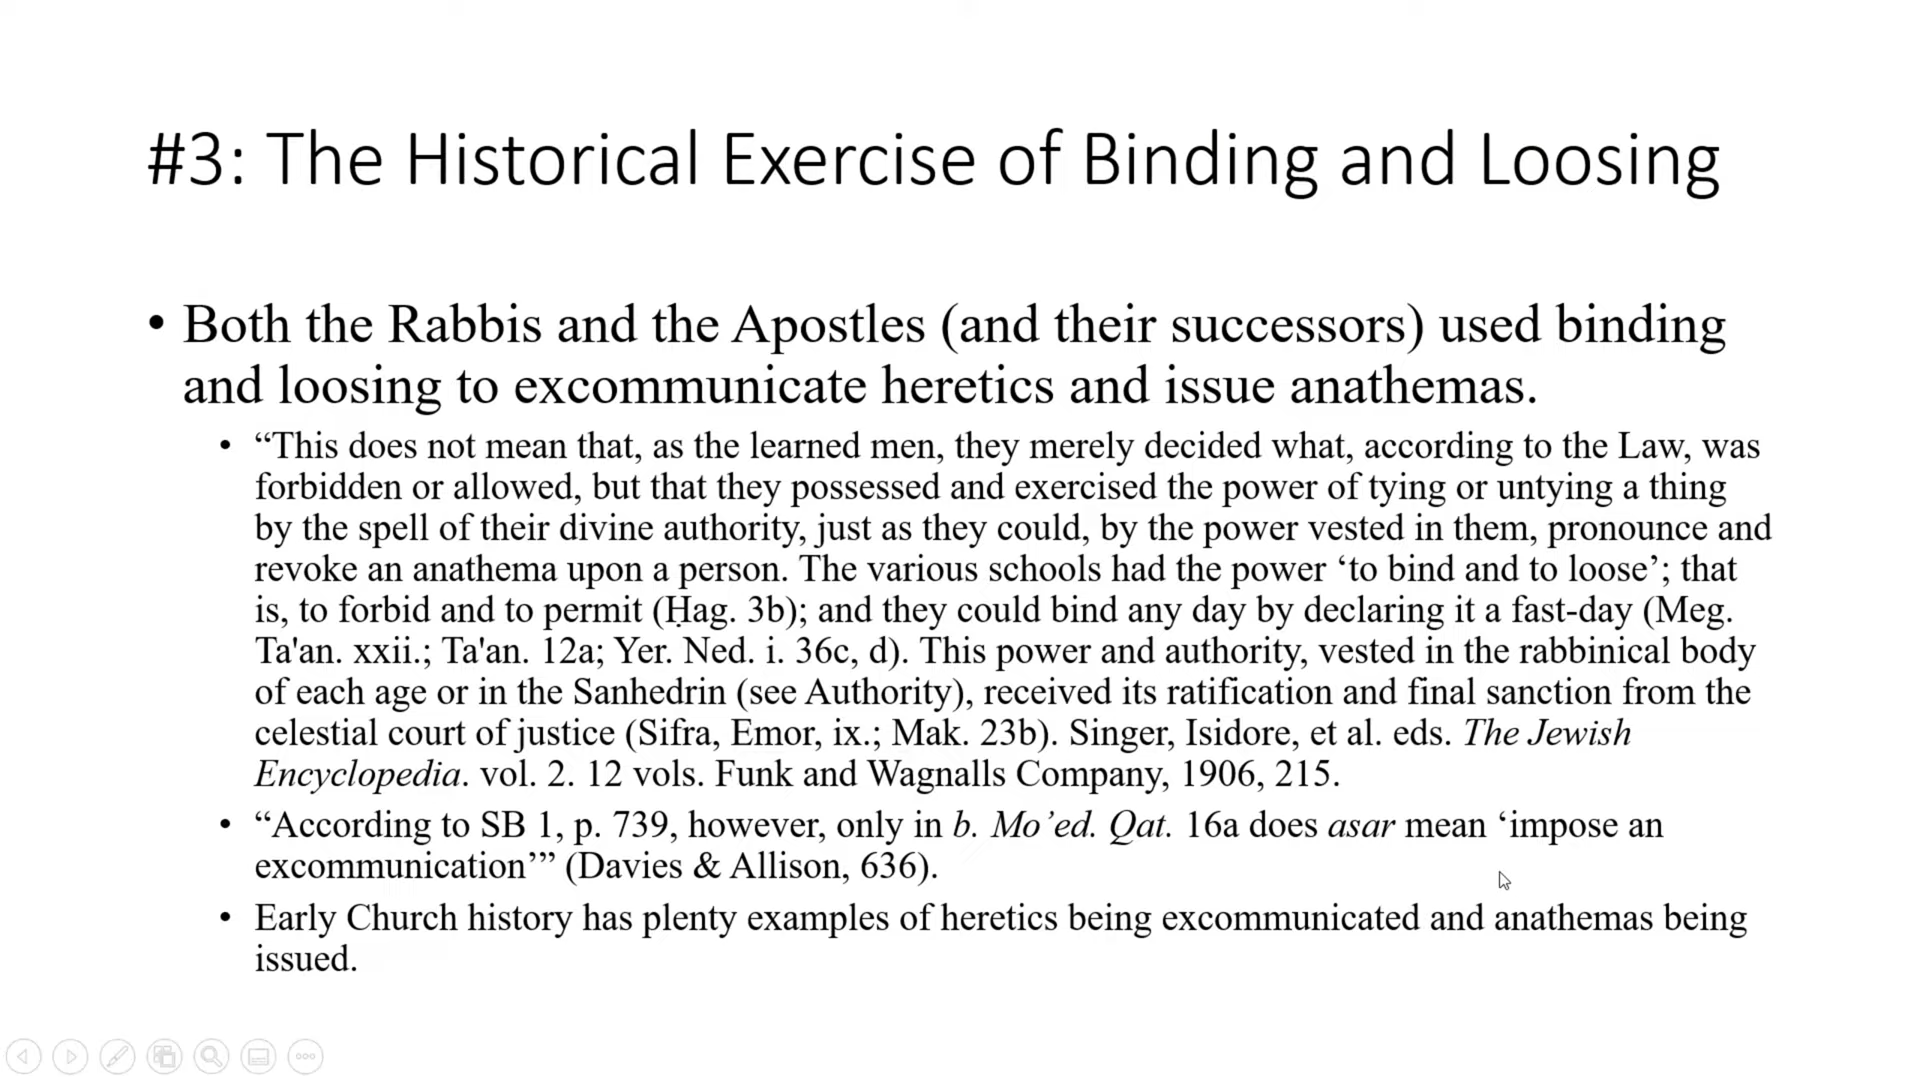 #3: The Historical Exercise of Binding and Loosing
• Both the Rabbis and the Apostles (and their successors) used binding
and loosing to excommunicate heretics and issue anathemas.
• “This does not mean that, as the learned men, they merely decided what, according to the Law, was
forbidden or allowed, but that they possessed and exercised the power of tying or untying a thing
by the spell of their divine authority, just as they could, by the power vested in them, pronounce and
revoke an anathema upon a person. The various schools had the power ‘to bind and to loose’; that
is, to forbid and to permit (Ḥag. 3b); and they could bind any day by declaring it a fast-day (Meg.
Ta'an. xxii.; Ta'an. 12a; Yer. Ned. i. 36c, d). This power and authority, vested in the rabbinical body
of each age or in the Sanhedrin (see Authority), received its ratification and final sanction from the
celestial court of justice (Sifra, Emor, ix.; Mak. 23b). Singer, Isidore, et al. eds. The Jewish
Encyclopedia. vol. 2. 12 vols. Funk and Wagnalls Company, 1906, 215.
• “According to SB 1, p. 739, however, only in b. Mo’ed. Qat. 16a does asar mean ‘impose an
excommunication’” (Davies & Allison, 636).
• Early Church history has plenty examples of heretics being excommunicated and anathemas being
issued.